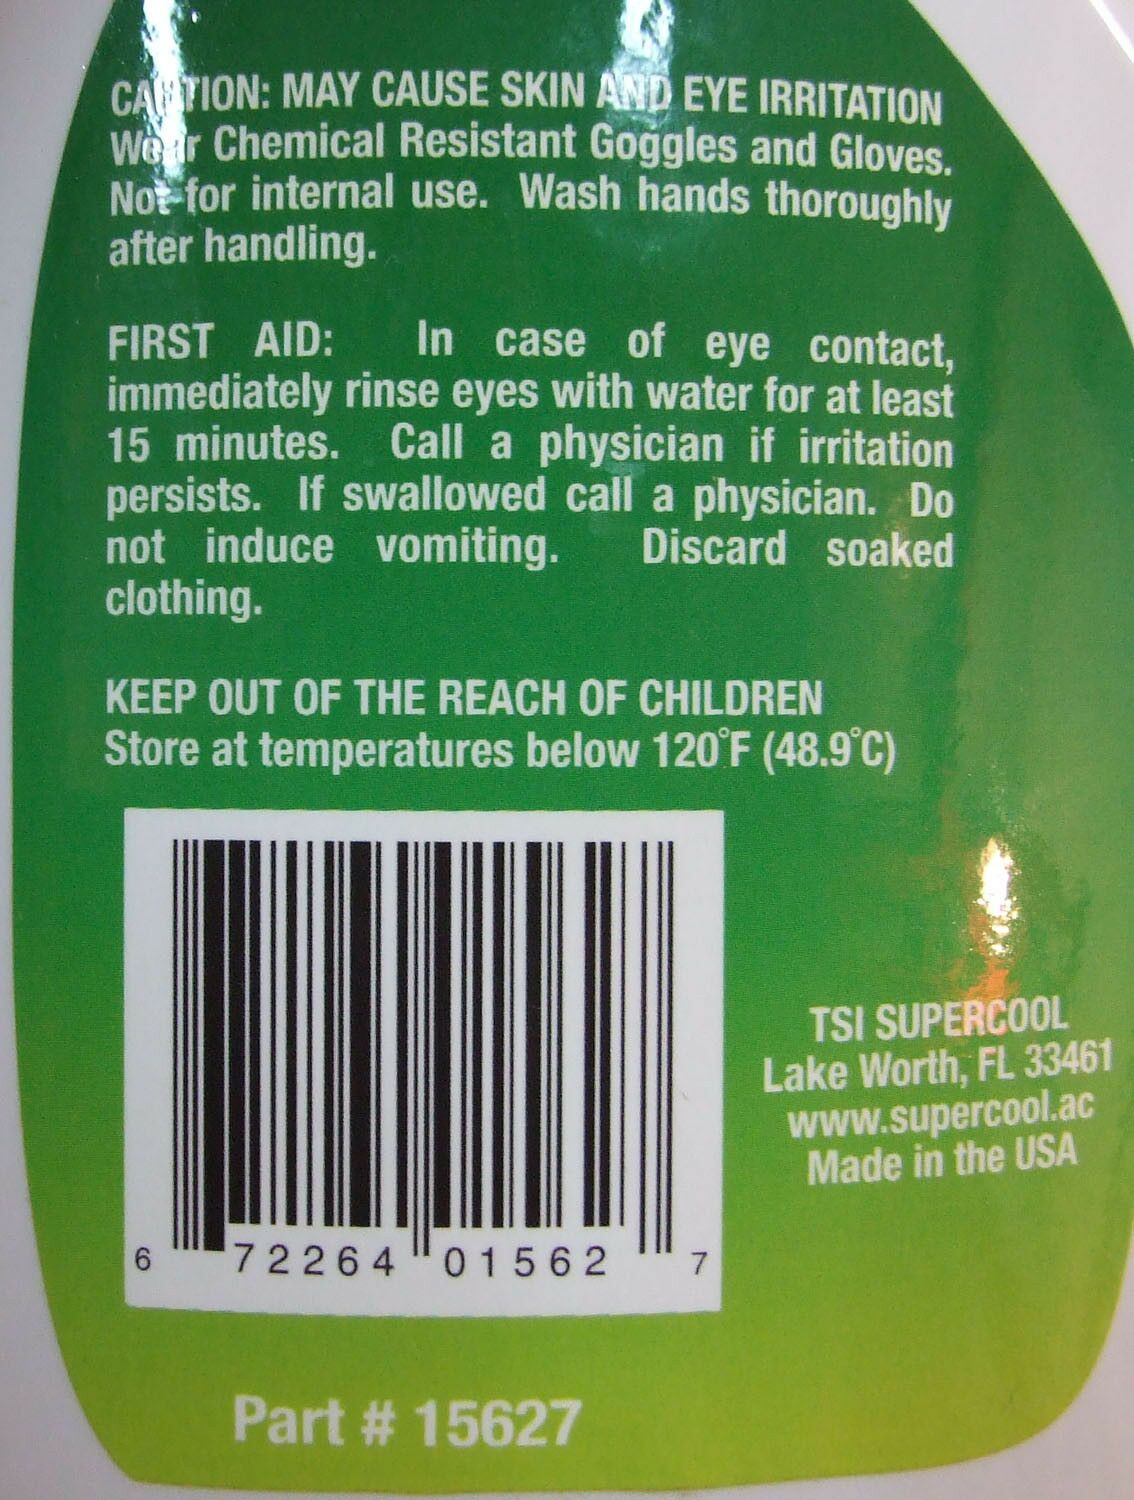 CAUTION: MAY CAUSE SKIN AND EYE IRRITATION
Wear Chemical Resistant Goggles and Gloves.
Not for internal use. Wash hands thoroughly
after handling.
FIRST AID: In case of eye contact,
immediately rinse eyes with water for at least
15 minutes. Call a physician if irritation
persists. If swallowed call a physician. Do
not induce vomiting. Discard soaked
clothing.
KEEP OUT OF THE REACH OF CHILDREN
Store at temperatures below 120°F (48.9°C)
6 72264 01562 7
TSI SUPERCOOL
Lake Worth, FL 33461
www.supercool.ac
Made in the USA
Part # 15627